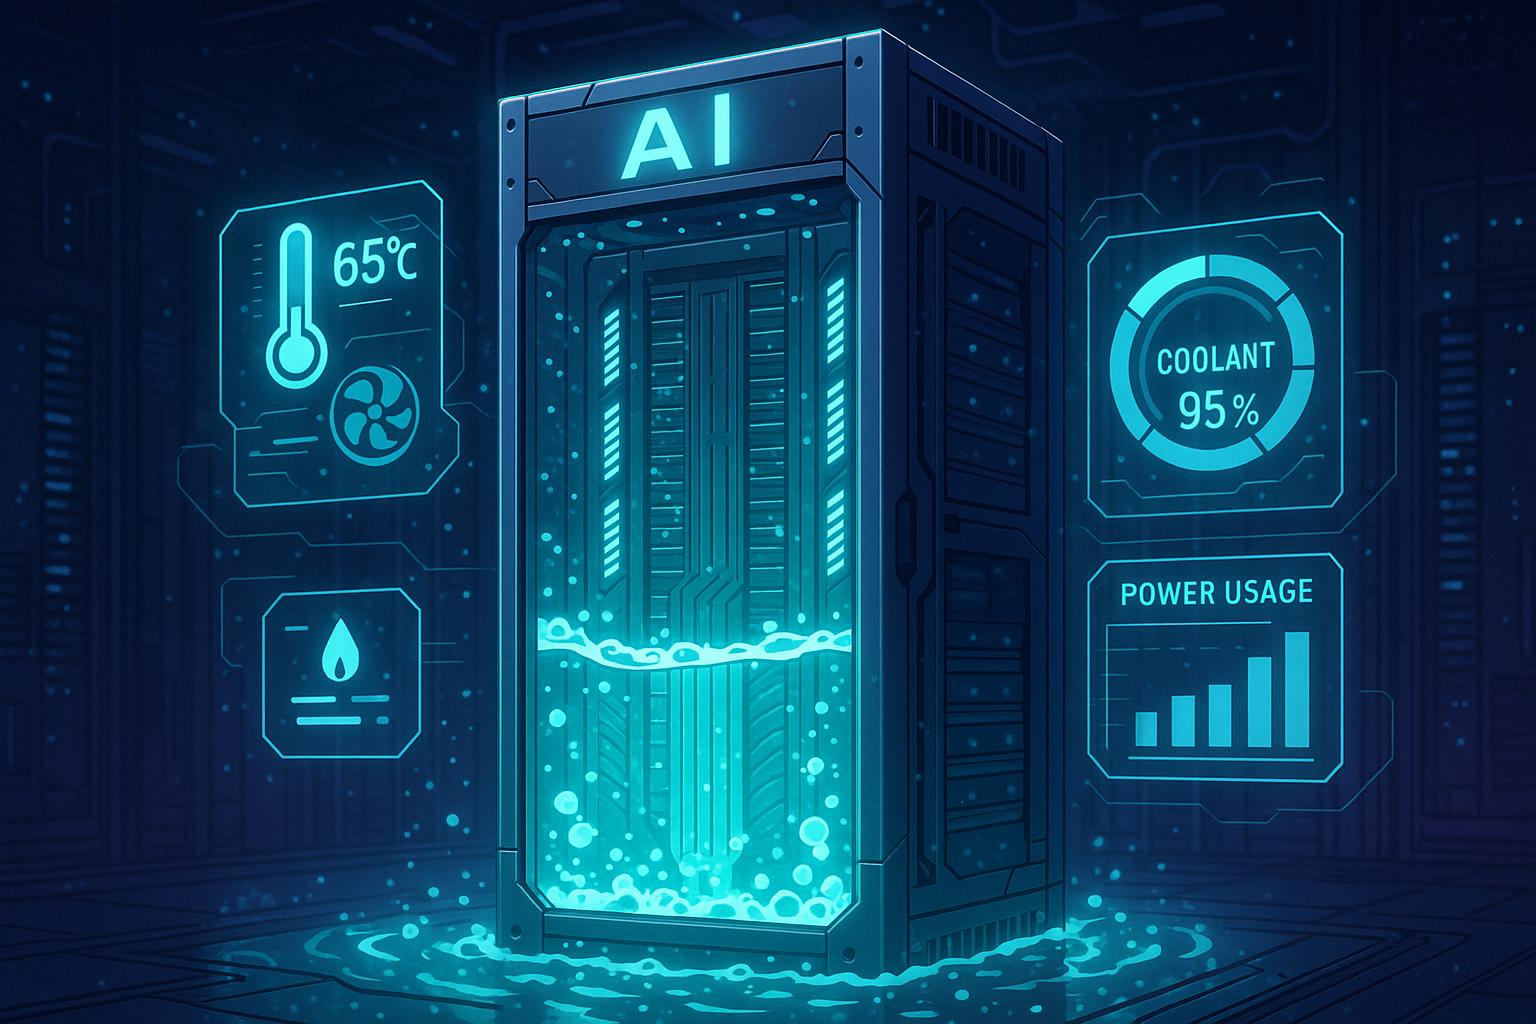 AI
65℃
COOLANT
95%
POWER USAGE